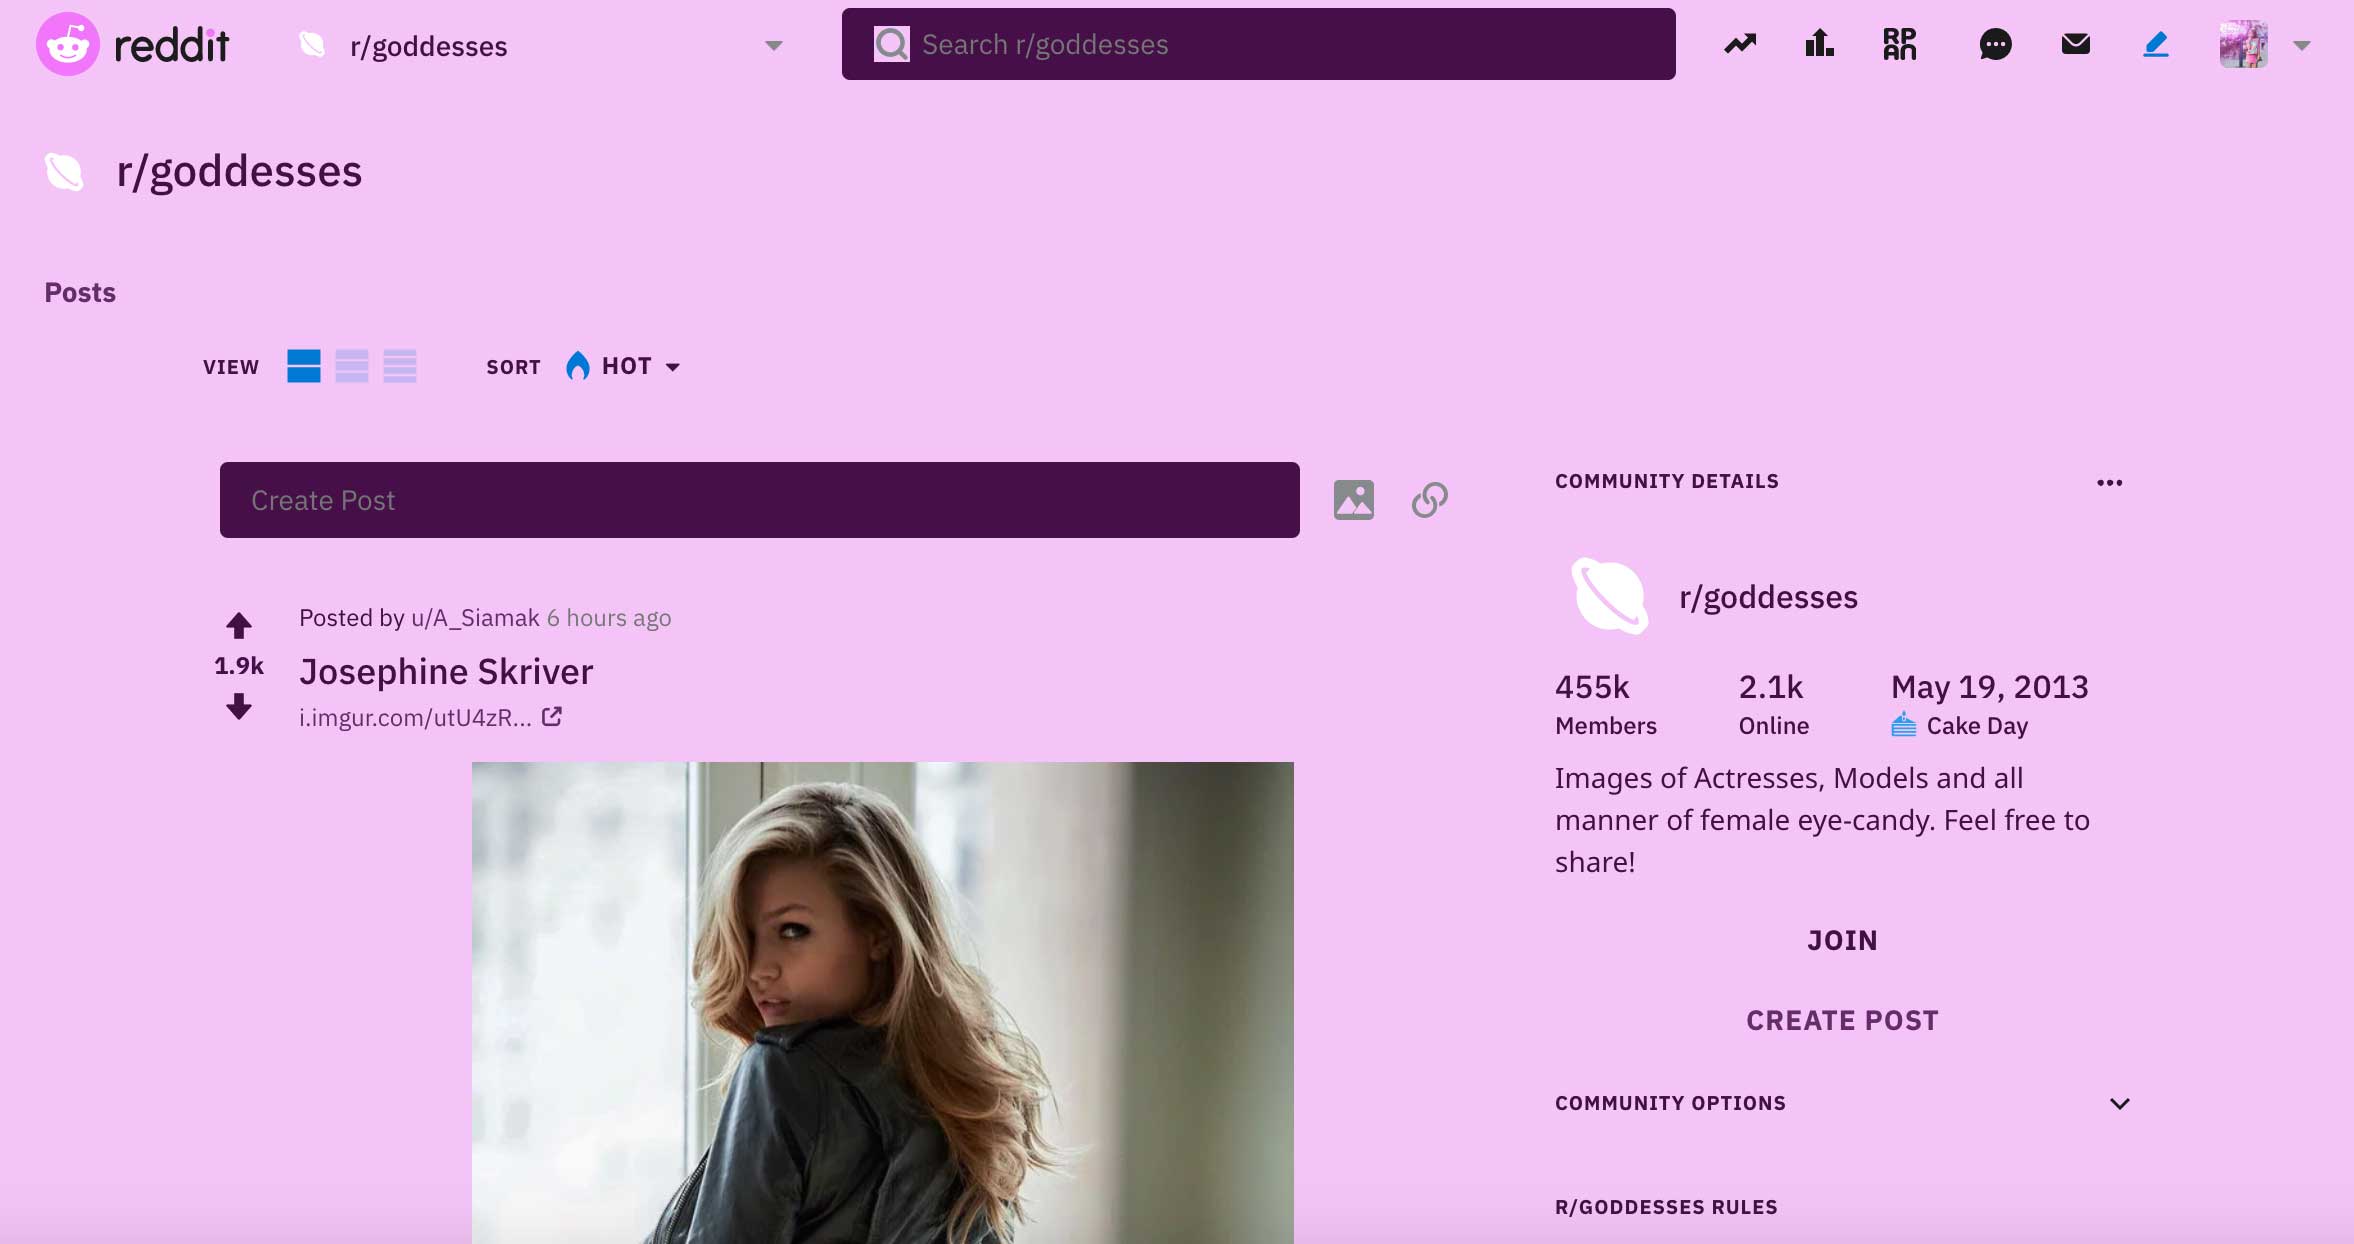 reddit
r/goddesses
Search r/goddesses
RPAN
r/goddesses
Posts
VIEW
SORT
HOT
Create Post
Posted by u/A_Siamak 6 hours ago
1.9k
Josephine Skriver
i.imgur.com/utU4zR...
COMMUNITY DETAILS
r/goddesses
455k
Members
2.1k
Online
May 19, 2013
Cake Day
Images of Actresses, Models and all
manner of female eye-candy. Feel free to
share!
JOIN
CREATE POST
COMMUNITY OPTIONS
R/GODDESSES RULES